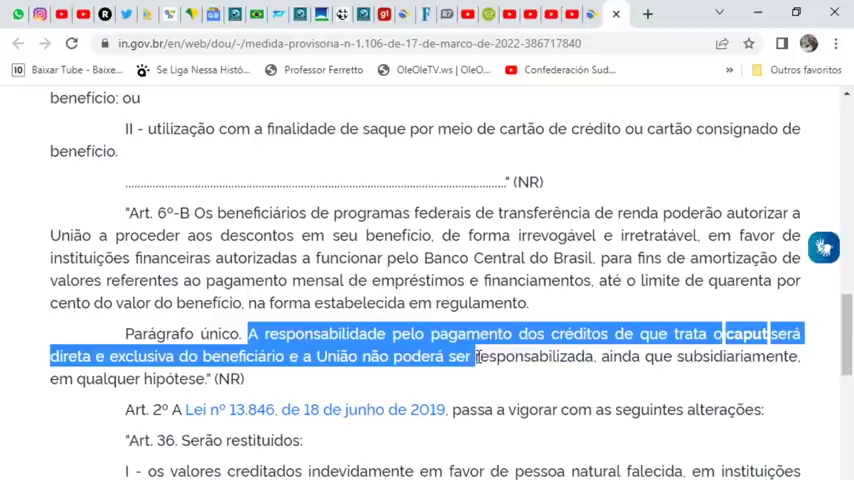 in.gov.br/en/web/dou/-/medida-provisoria-n-1.106-de-17-de-marco-de-2022-386717840
Baixar Tube - Baixe...
Se Liga Nessa Histó...
Professor Ferretto
OleOleTV.ws | OleO...
Confederación Sud...
»
Outros favoritos
benefício: ou
II - utilização com a finalidade de saque por meio de cartão de crédito ou cartão consignado de
benefício.
....................................................................................................................................." (NR)
"Art. 6º-B Os beneficiários de programas federais de transferência de renda poderão autorizar a
União a proceder aos descontos em seu benefício, de forma irrevogável e irretratável, em favor de
instituições financeiras autorizadas a funcionar pelo Banco Central do Brasil, para fins de amortização de
valores referentes ao pagamento mensal de empréstimos e financiamentos, até o limite de quarenta por
cento do valor do benefício, na forma estabelecida em regulamento.
Parágrafo único. A responsabilidade pelo pagamento dos créditos de que trata o caput será
direta e exclusiva do beneficiário e a União não poderá ser responsabilizada, ainda que subsidiariamente,
em qualquer hipótese." (NR)
Art. 2º A Lei nº 13.846, de 18 de junho de 2019, passa a vigorar com as seguintes alterações:
"Art. 36. Serão restituídos:
I - os valores creditados indevidamente em favor de pessoa natural falecida, em instituições